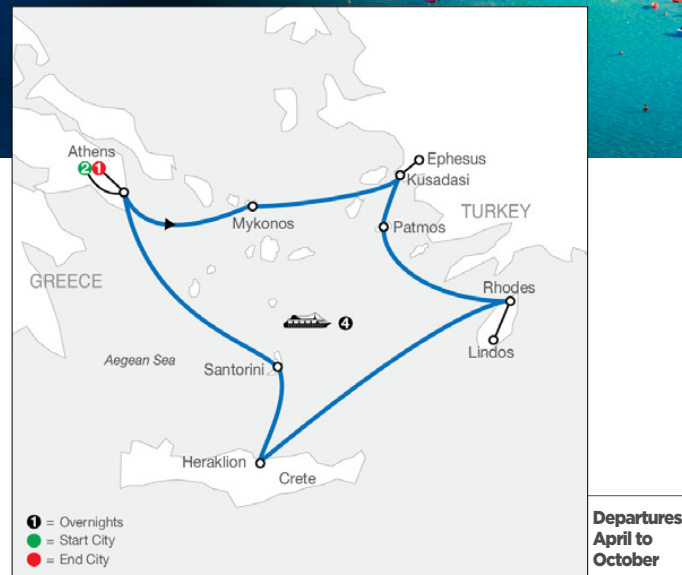 Athens
2 1
Ephesus
Kusadasi
Mykonos
TURKEY
Patmos
GREECE
Rhodes
4
Lindos
Aegean Sea
Santorini
Heraklion
Crete
1 = Overnights
= Start City
= End City
Departures
April to
October